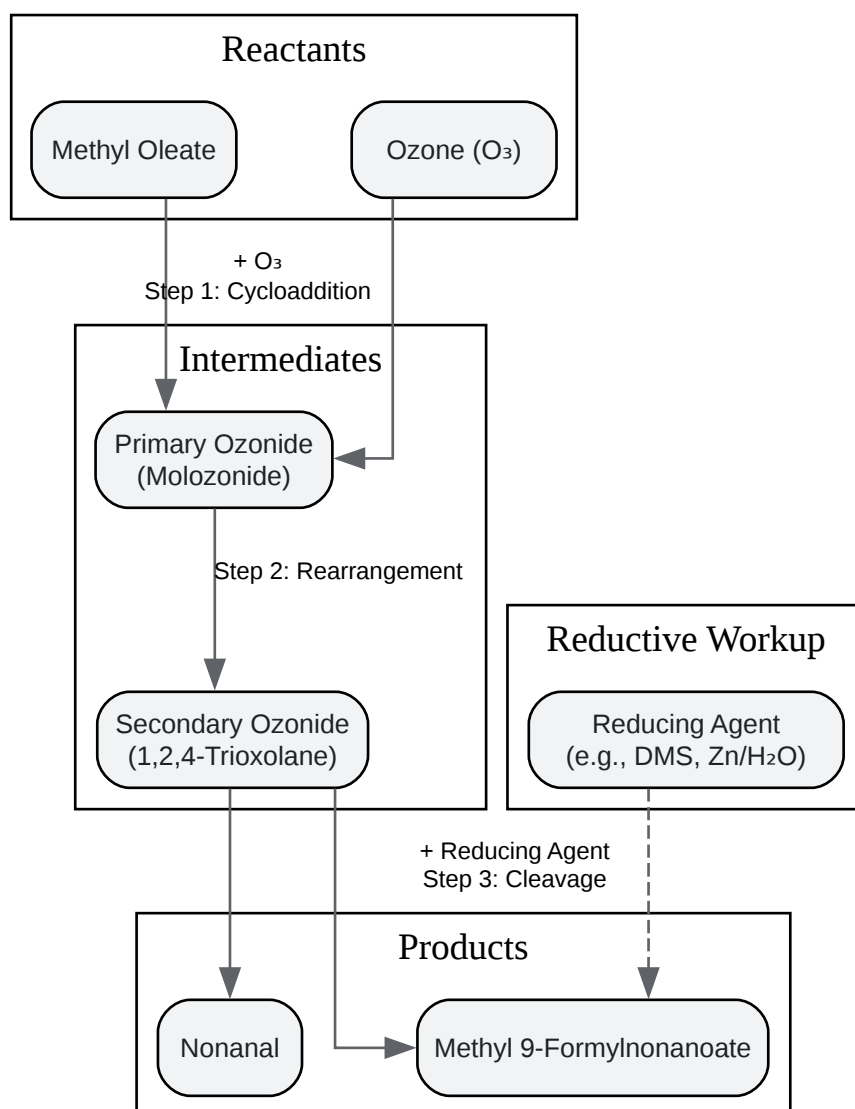 Reactants
Methyl Oleate
Ozone (O₃)
+ O₃
Step 1: Cycloaddition
Intermediates
Primary Ozonide
(Molozonide)
Step 2: Rearrangement
Reductive Workup
Secondary Ozonide
(1,2,4-Trioxolane)
Reducing Agent
(e.g., DMS, Zn/H₂O)
+ Reducing Agent
Step 3: Cleavage
Products
Nonanal
Methyl 9-Formylnonanoate